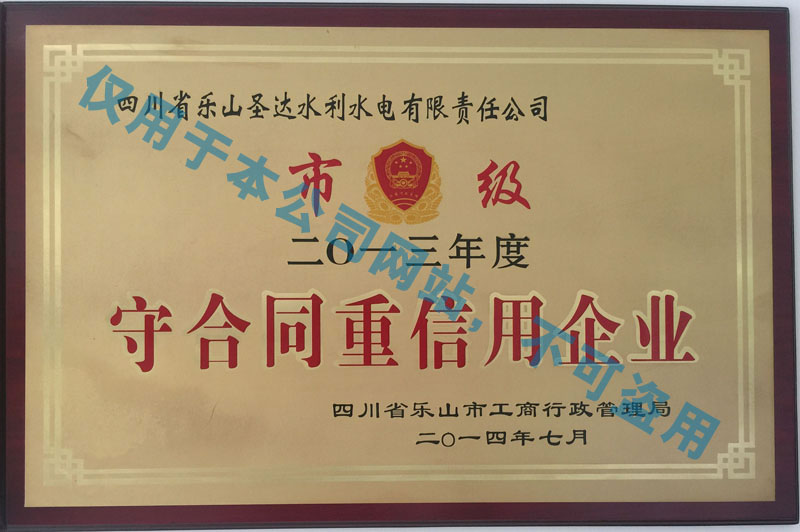 四川省乐山圣达水利水电有限责任公司
市 级
二〇一三年度
守合同重信用企业
四川省乐山市工商行政管理局
二〇一四年七月
仅用于本公司网站，不可盗用